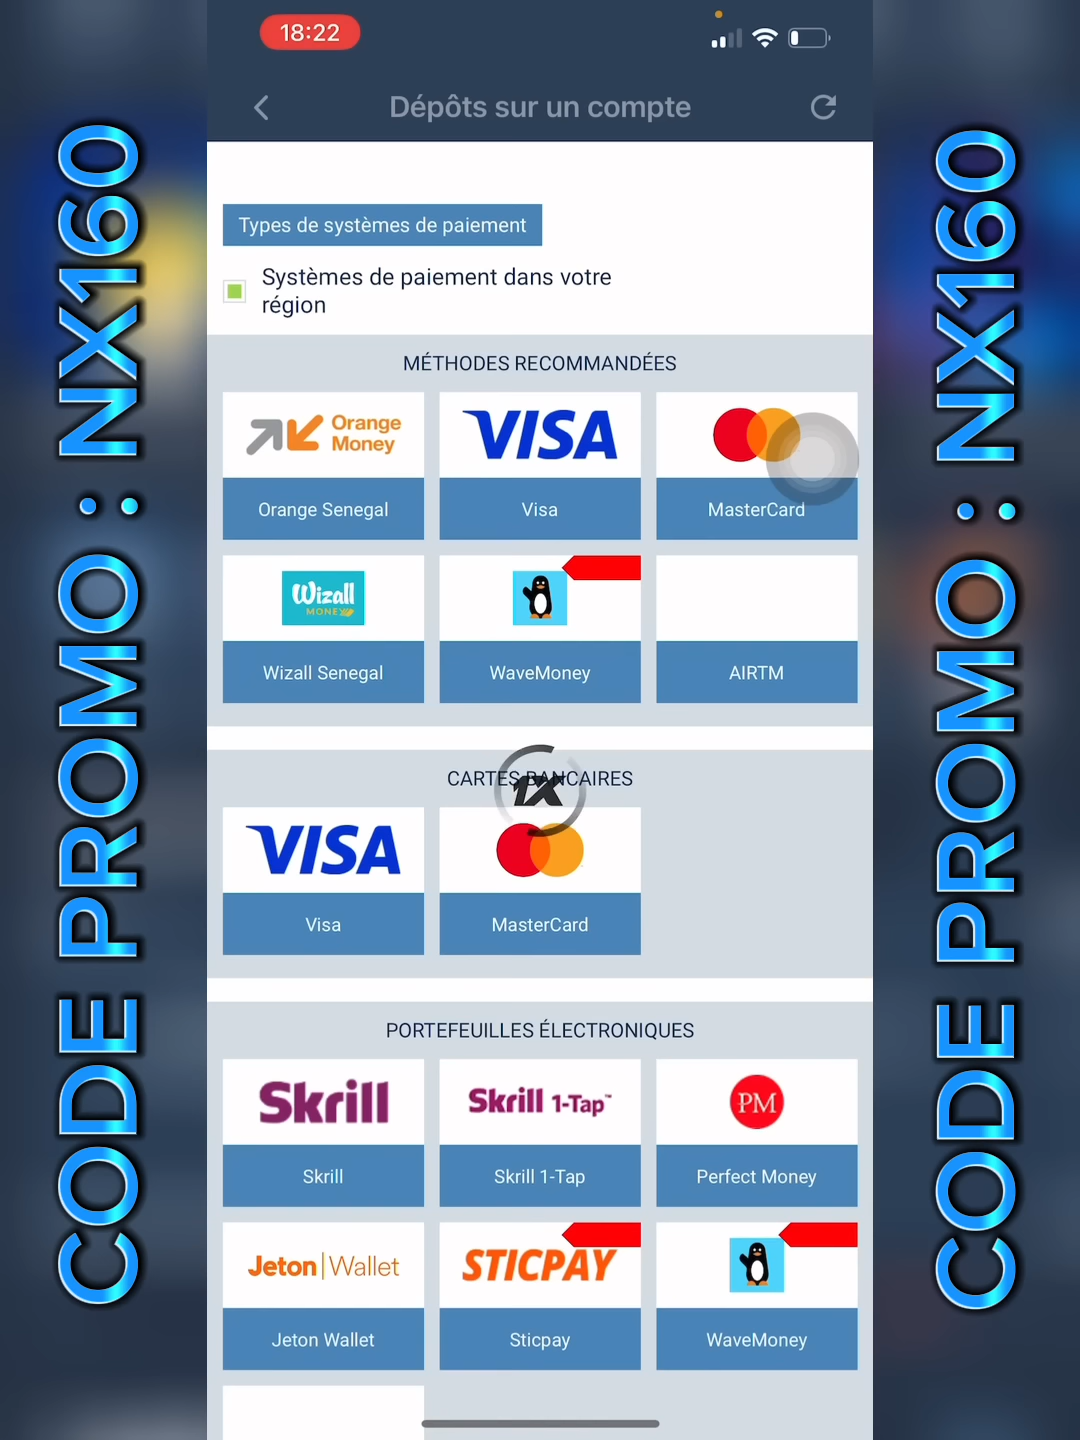 18:22
Dépôts sur un compte
Types de systèmes de paiement
Systèmes de paiement dans votre
région
MÉTHODES RECOMMANDÉES
Orange
Money
VISA
Orange Senegal
Visa
MasterCard
Wizall
MONEY
Wizall Senegal
WaveMoney
AIRTM
CARTES BANCAIRES
1X
VISA
Visa
MasterCard
PORTEFEUILLES ÉLECTRONIQUES
Skrill
Skrill 1-Tap™
PM
Skrill
Skrill 1-Tap
Perfect Money
Jeton|Wallet
STICPAY
Jeton Wallet
Sticpay
WaveMoney
CODE PROMO : NX160
CODE PROMO : NX160